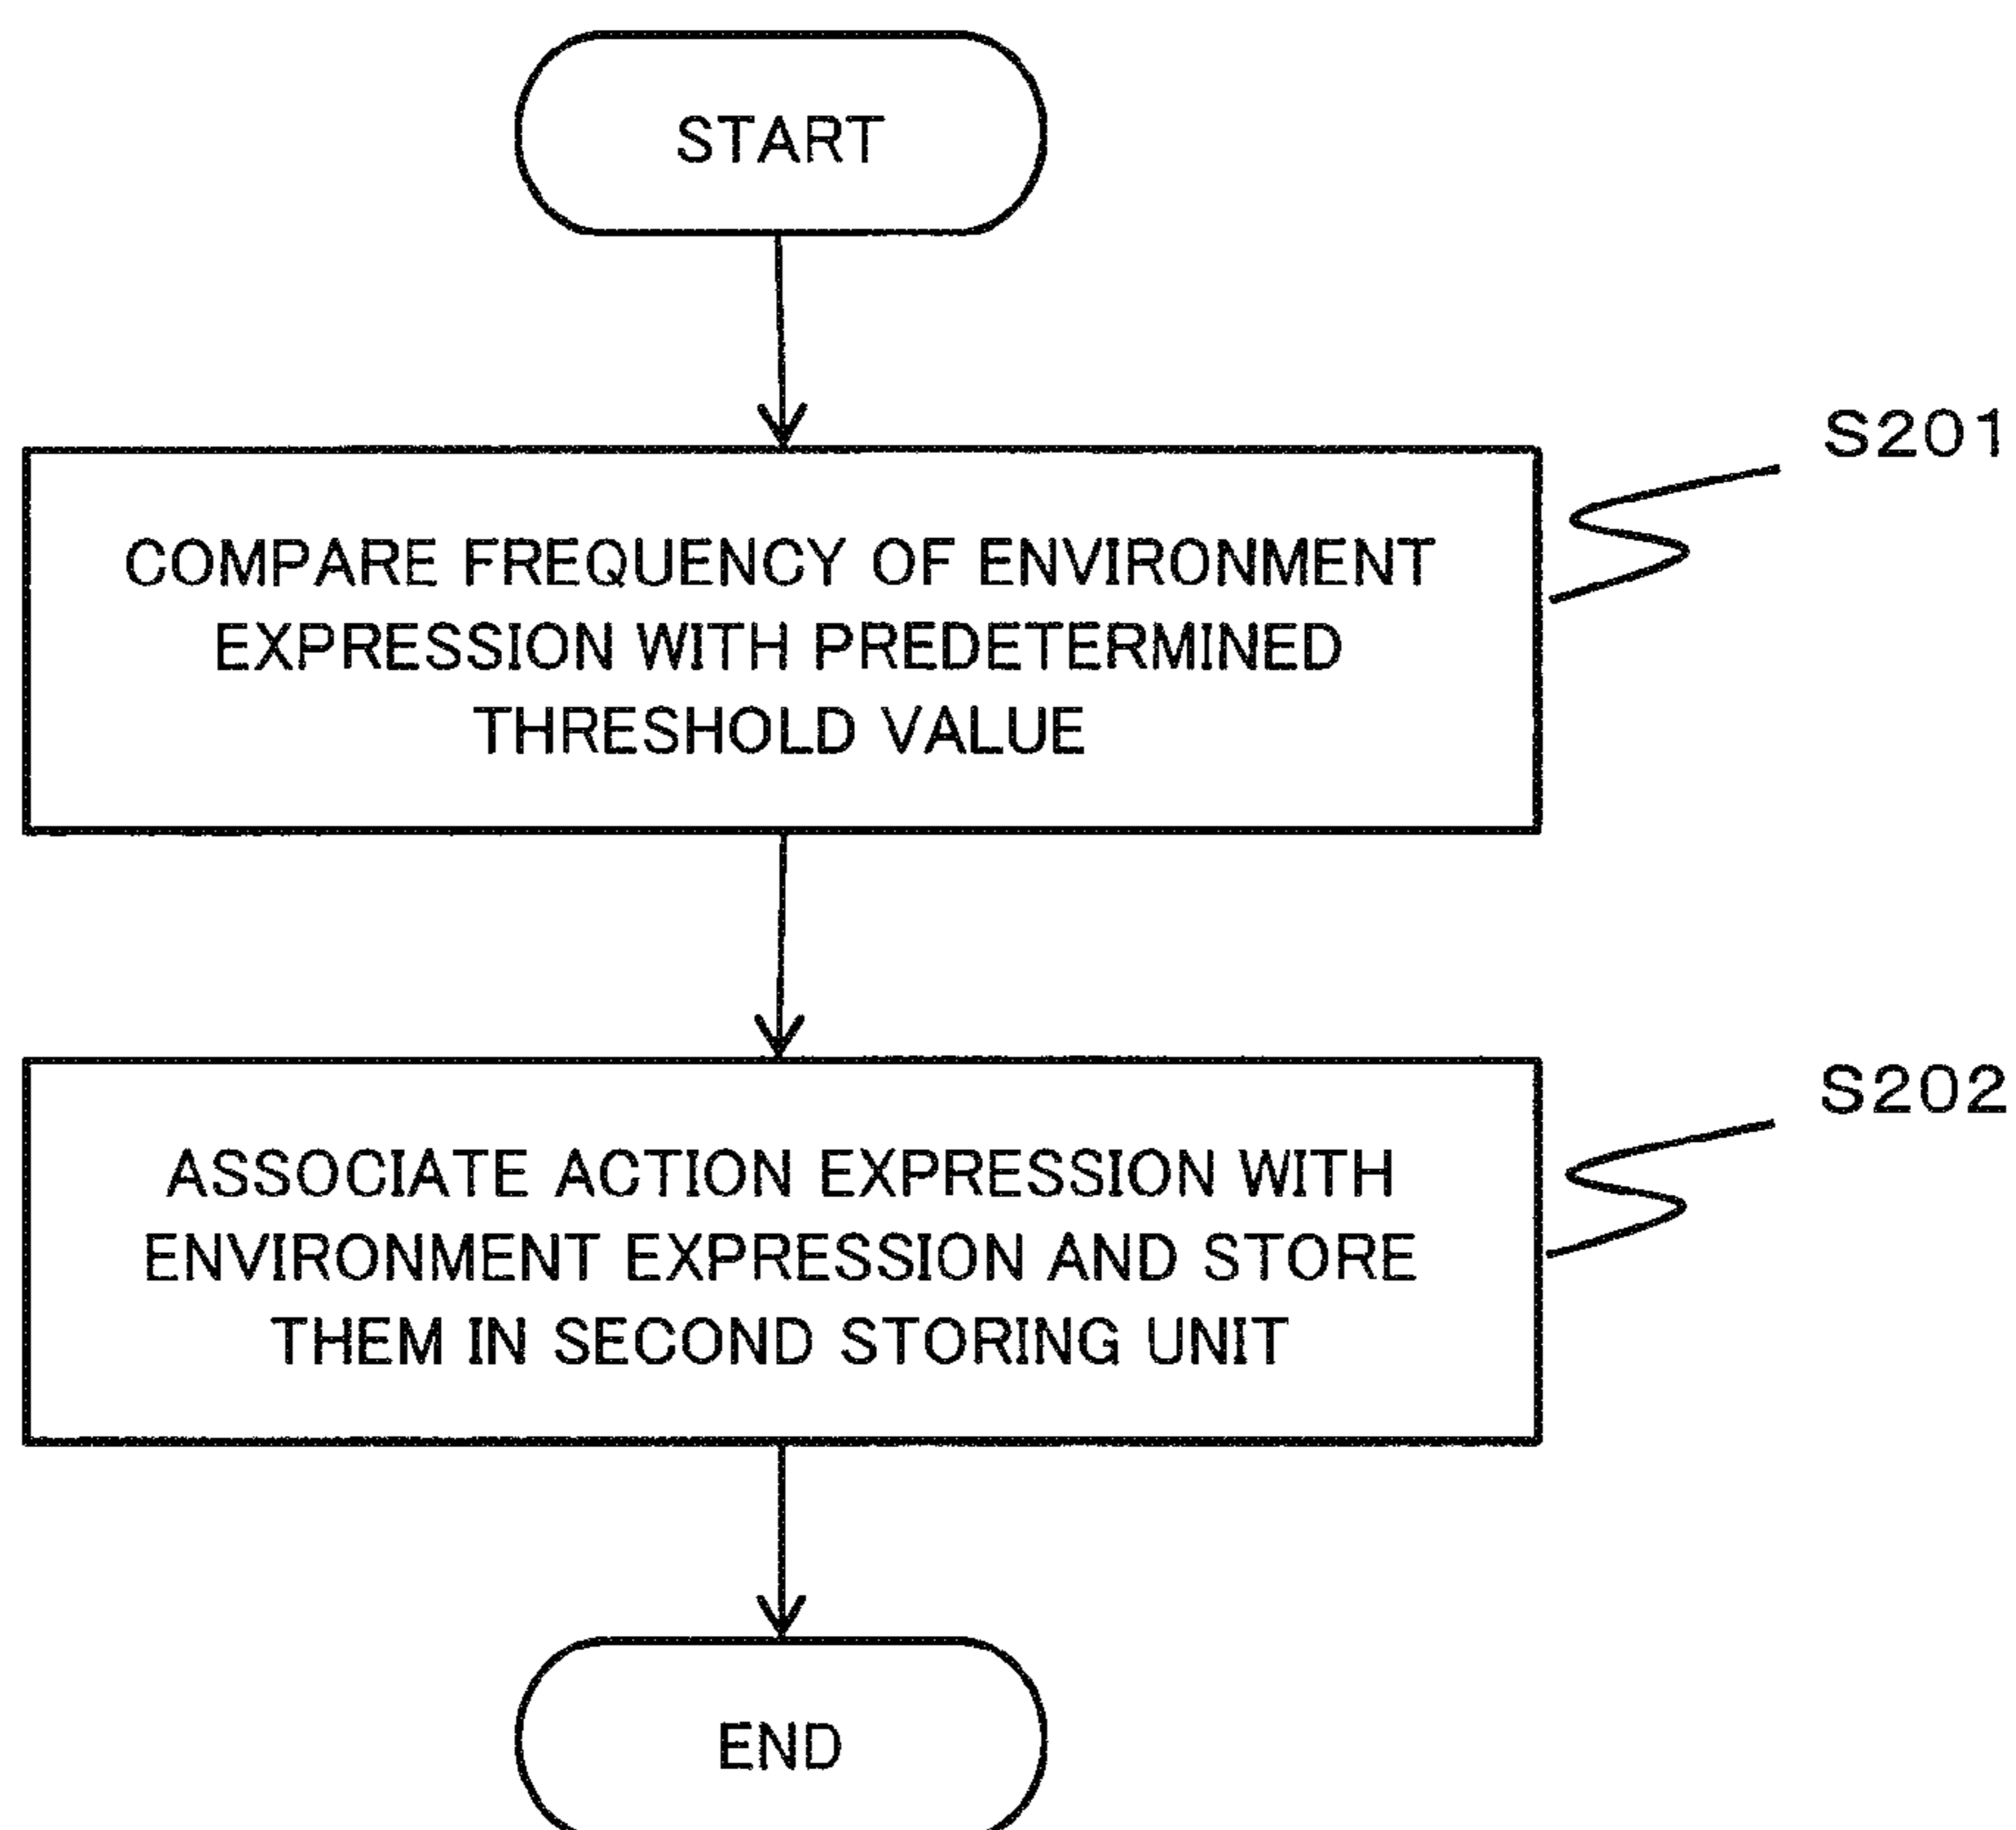 START
S201
COMPARE FREQUENCY OF ENVIRONMENT
EXPRESSION WITH PREDETERMINED
THRESHOLD VALUE
S202
ASSOCIATE ACTION EXPRESSION WITH
ENVIRONMENT EXPRESSION AND STORE
THEM IN SECOND STORING UNIT
END